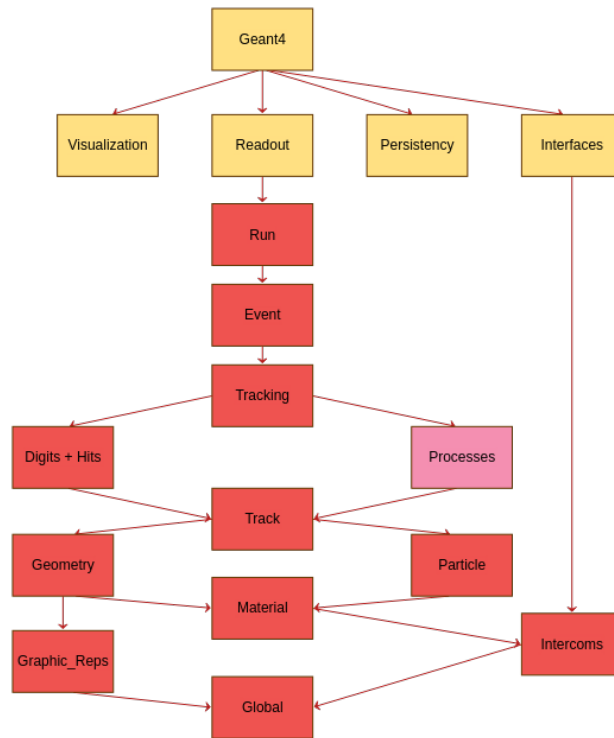 Geant4
Visualization
Readout
Persistency
Interfaces
Run
Event
Tracking
Digits + Hits
Processes
Track
Geometry
Particle
Material
Graphic_Reps
Intercoms
Global